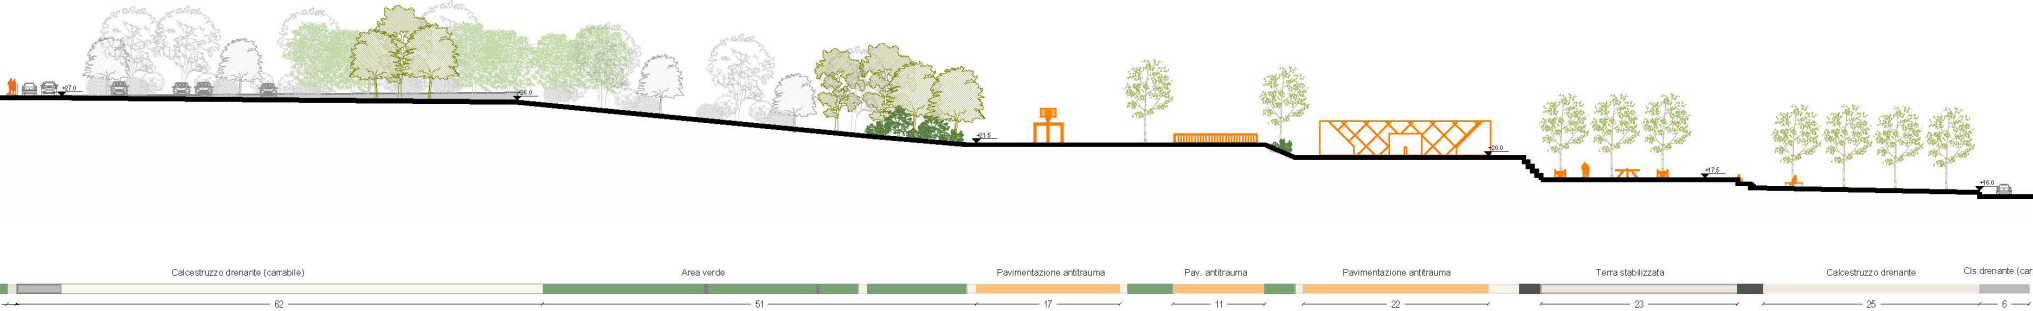 +27.0
+26.0
+21.5
+20.0
+17.5
+16.0
Calcestruzzo drenante (carrabile)
Area verde
Pavimentazione antitrauma
Pav. antitrauma
Pavimentazione antitrauma
Terra stabilizzata
Calcestruzzo drenante
Cls drenante (car
62
51
17
11
22
23
25
6